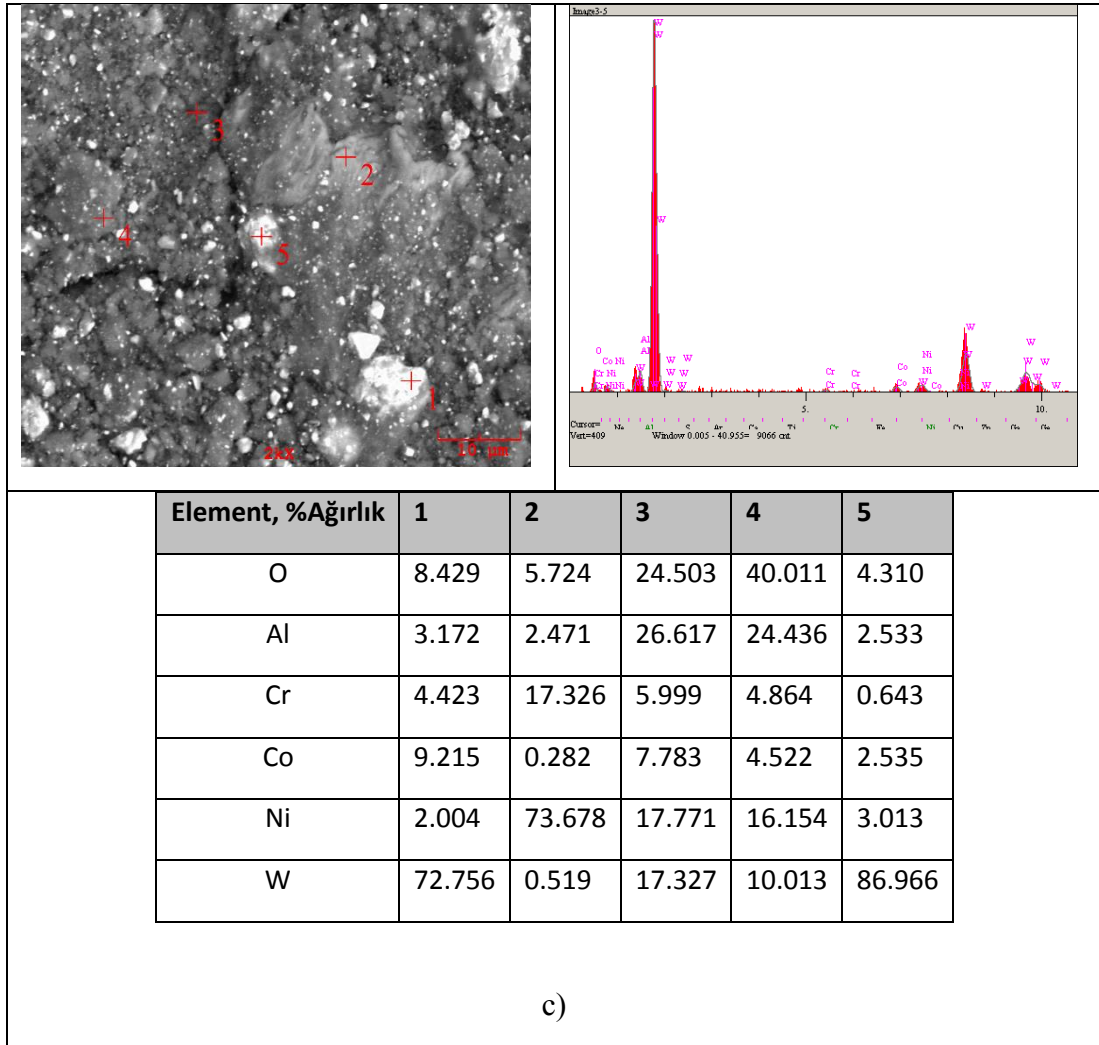 3
2
4
5
1
2kX
10 µm
Image3-5
W
W
W
Al
O
Al
Co Ni
W
W
W
Cr Ni
W
W
W
Cr Ni Ni
Cr
Cr
Cr
Cr
Co
Co
Ni
Ni
W
Co
W
W
W
W
W
W
W
W
5.
10.
Cursor=
Vert=409 Window 0.005 - 40.955= 9066 cnt
Element, %Ağırlık 1 2 3 4 5
O 8.429 5.724 24.503 40.011 4.310
Al 3.172 2.471 26.617 24.436 2.533
Cr 4.423 17.326 5.999 4.864 0.643
Co 9.215 0.282 7.783 4.522 2.535
Ni 2.004 73.678 17.771 16.154 3.013
W 72.756 0.519 17.327 10.013 86.966
c)